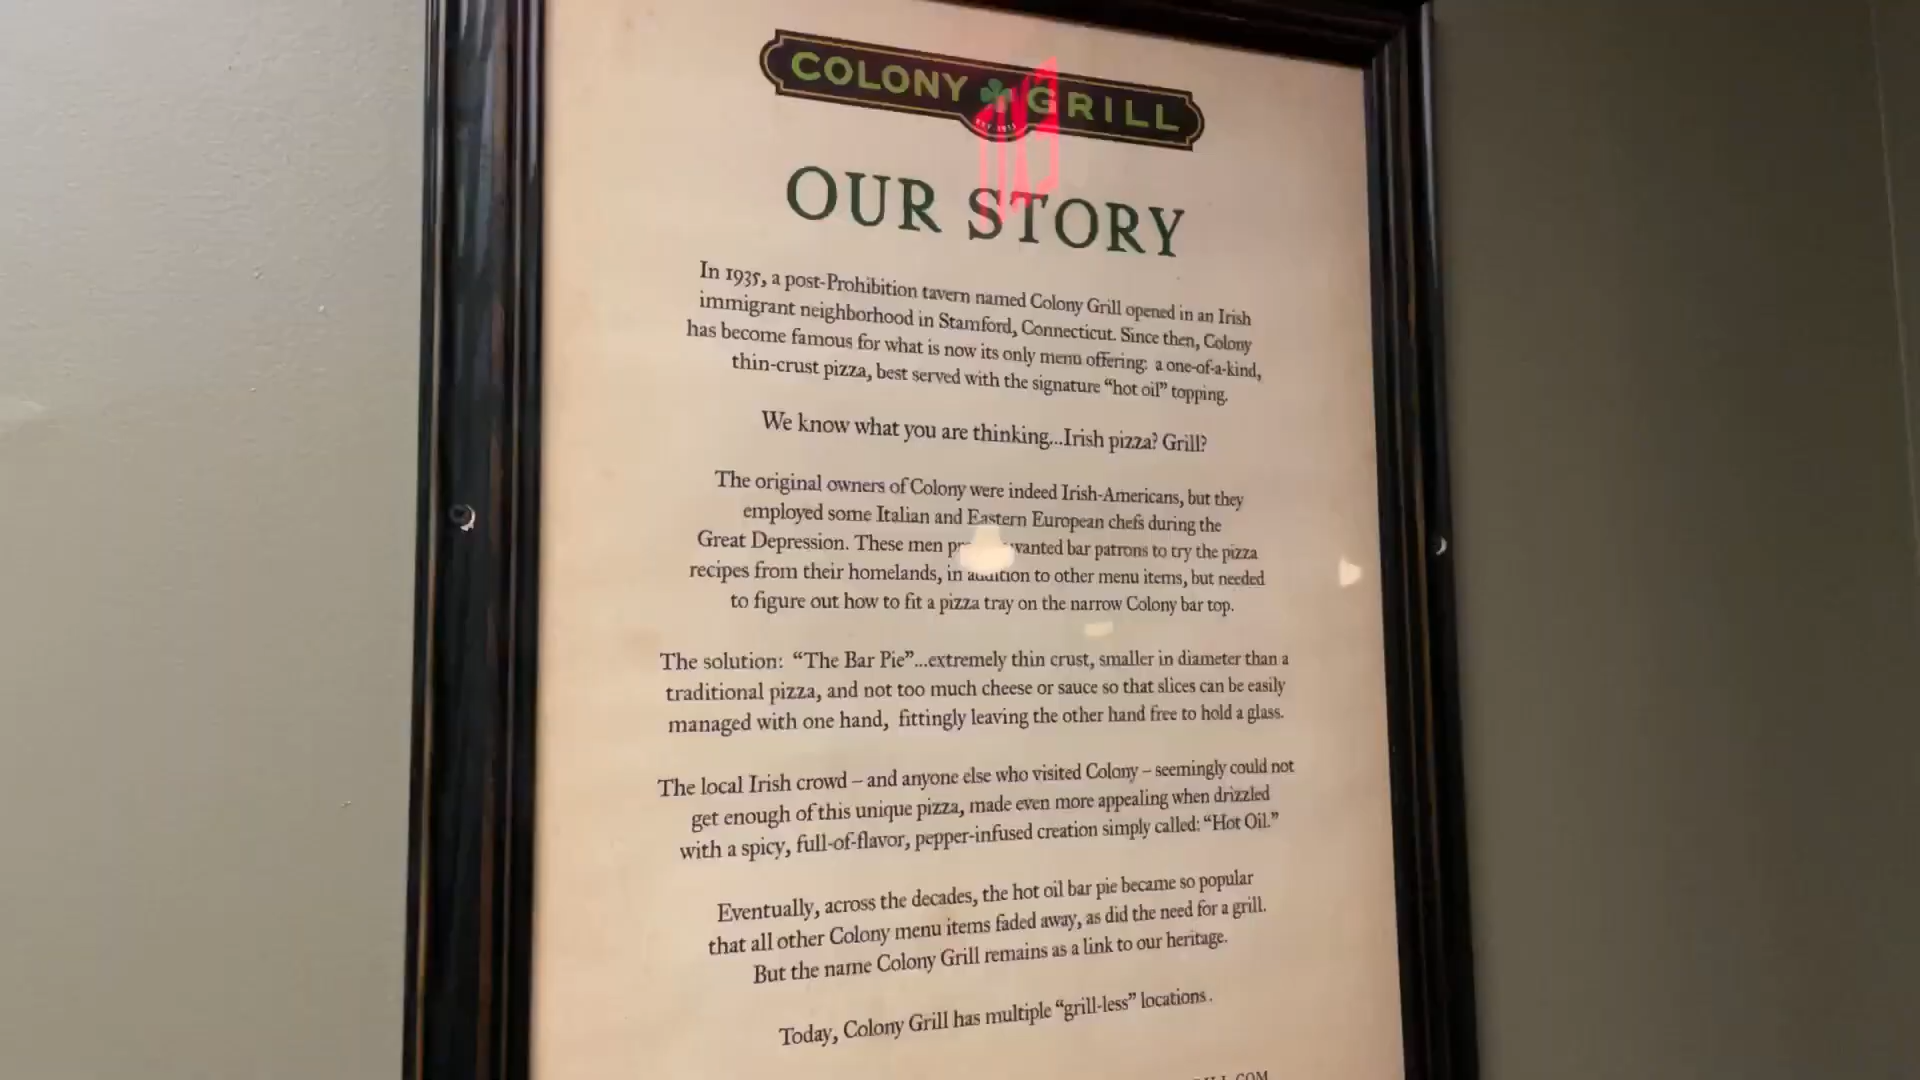 COLONY GRILL
EST. 1935
OUR STORY
In 1935, a post-Prohibition tavern named Colony Grill opened in an Irish
immigrant neighborhood in Stamford, Connecticut. Since then, Colony
has become famous for what is now its only menu offering: a one-of-a-kind,
thin-crust pizza, best served with the signature “hot oil” topping.
We know what you are thinking...Irish pizza? Grill?
The original owners of Colony were indeed Irish-Americans, but they
employed some Italian and Eastern European chefs during the
Great Depression. These men wanted bar patrons to try the pizza
recipes from their homelands, in addition to other menu items, but needed
to figure out how to fit a pizza tray on the narrow Colony bar top.
The solution: “The Bar Pie”...extremely thin crust, smaller in diameter than a
traditional pizza, and not too much cheese or sauce so that slices can be easily
managed with one hand, fittingly leaving the other hand free to hold a glass.
The local Irish crowd – and anyone else who visited Colony – seemingly could not
get enough of this unique pizza, made even more appealing when drizzled
with a spicy, full-of-flavor, pepper-infused creation simply called: “Hot Oil.”
Eventually, across the decades, the hot oil bar pie became so popular
that all other Colony menu items faded away, as did the need for a grill.
But the name Colony Grill remains as a link to our heritage.
Today, Colony Grill has multiple “grill-less” locations.